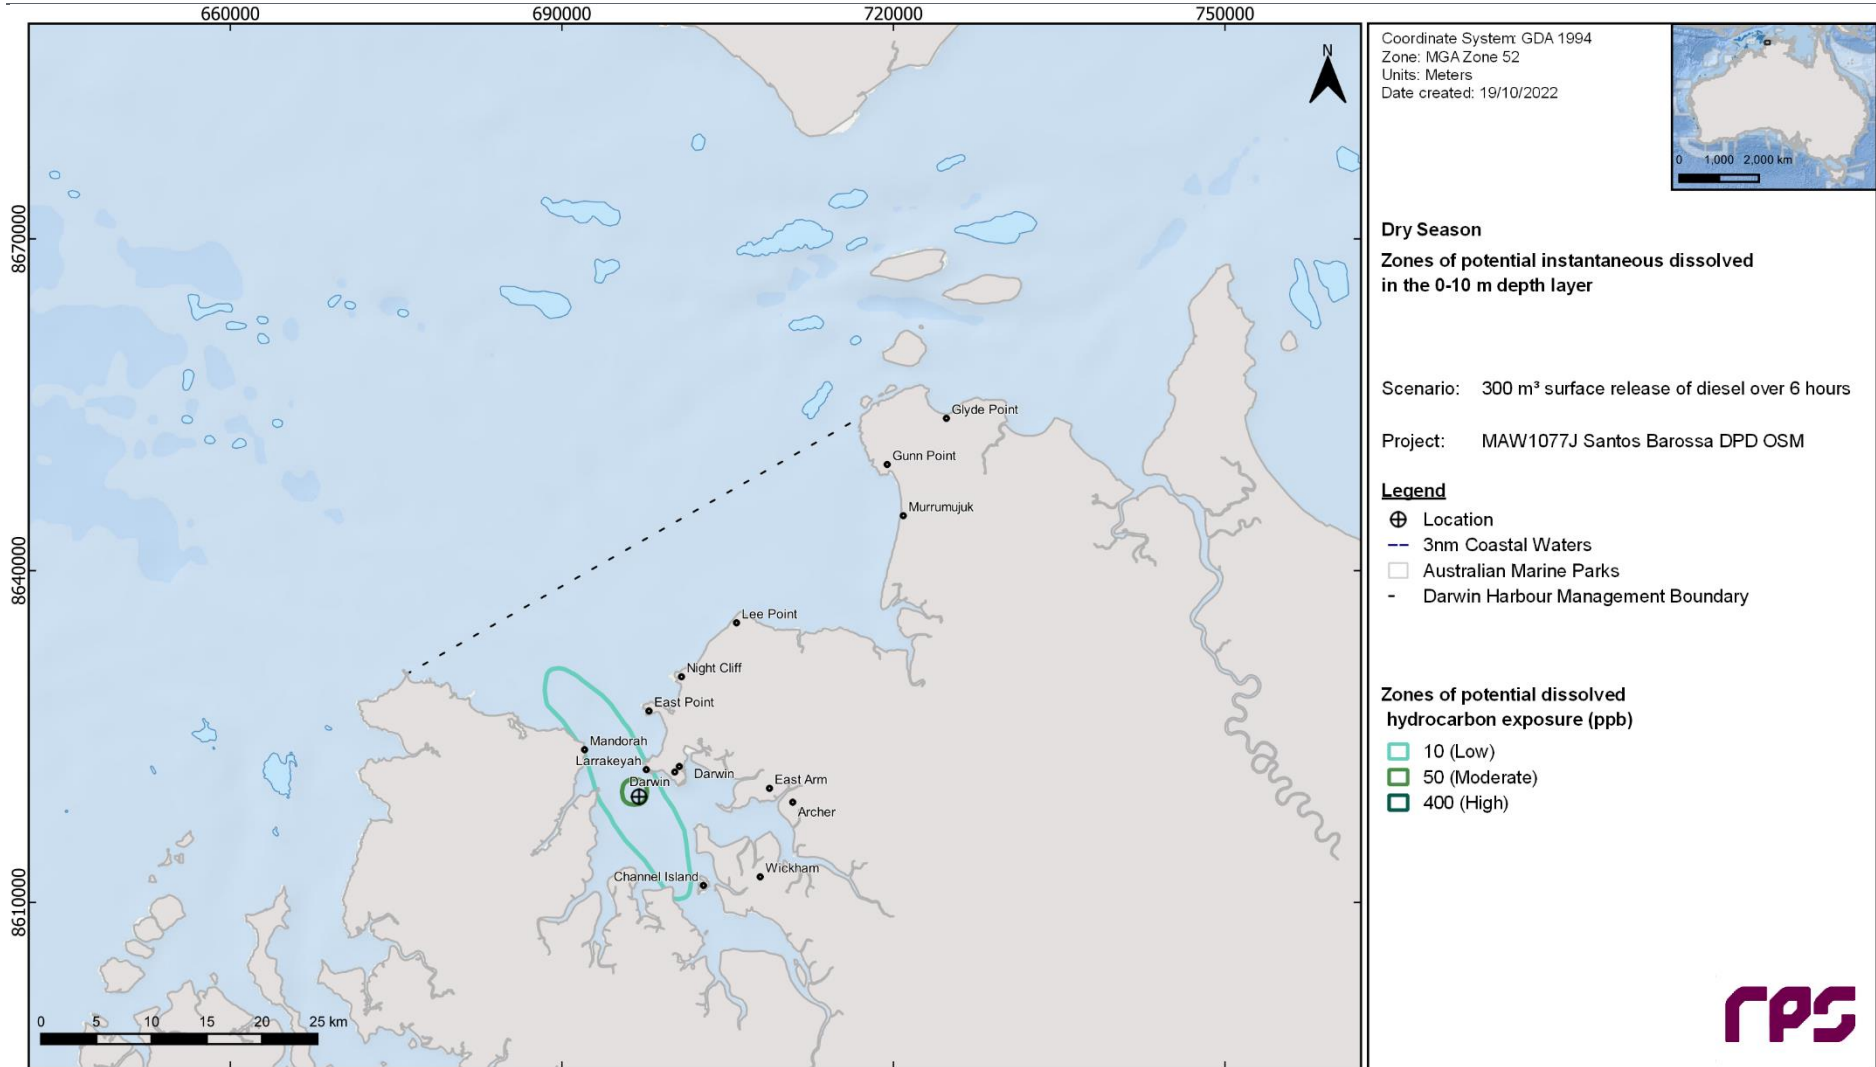 660000
690000
720000
750000
8670000
8640000
8610000
N
Glyde Point
Gunn Point
Murrumujuk
Lee Point
Night Cliff
East Point
Mandorah
Larrakeyah
Darwin
Darwin
East Arm
Archer
Wickham
Channel Island
0 5 10 15 20 25 km
Coordinate System: GDA 1994
Zone: MGA Zone 52
Units: Meters
Date created: 19/10/2022
0 1,000 2,000 km
Dry Season
Zones of potential instantaneous dissolved
in the 0-10 m depth layer
Scenario: 300 m³ surface release of diesel over 6 hours
Project: MAW1077J Santos Barossa DPD OSM
Legend
Location
3nm Coastal Waters
Australian Marine Parks
Darwin Harbour Management Boundary
Zones of potential dissolved
hydrocarbon exposure (ppb)
10 (Low)
50 (Moderate)
400 (High)
rps